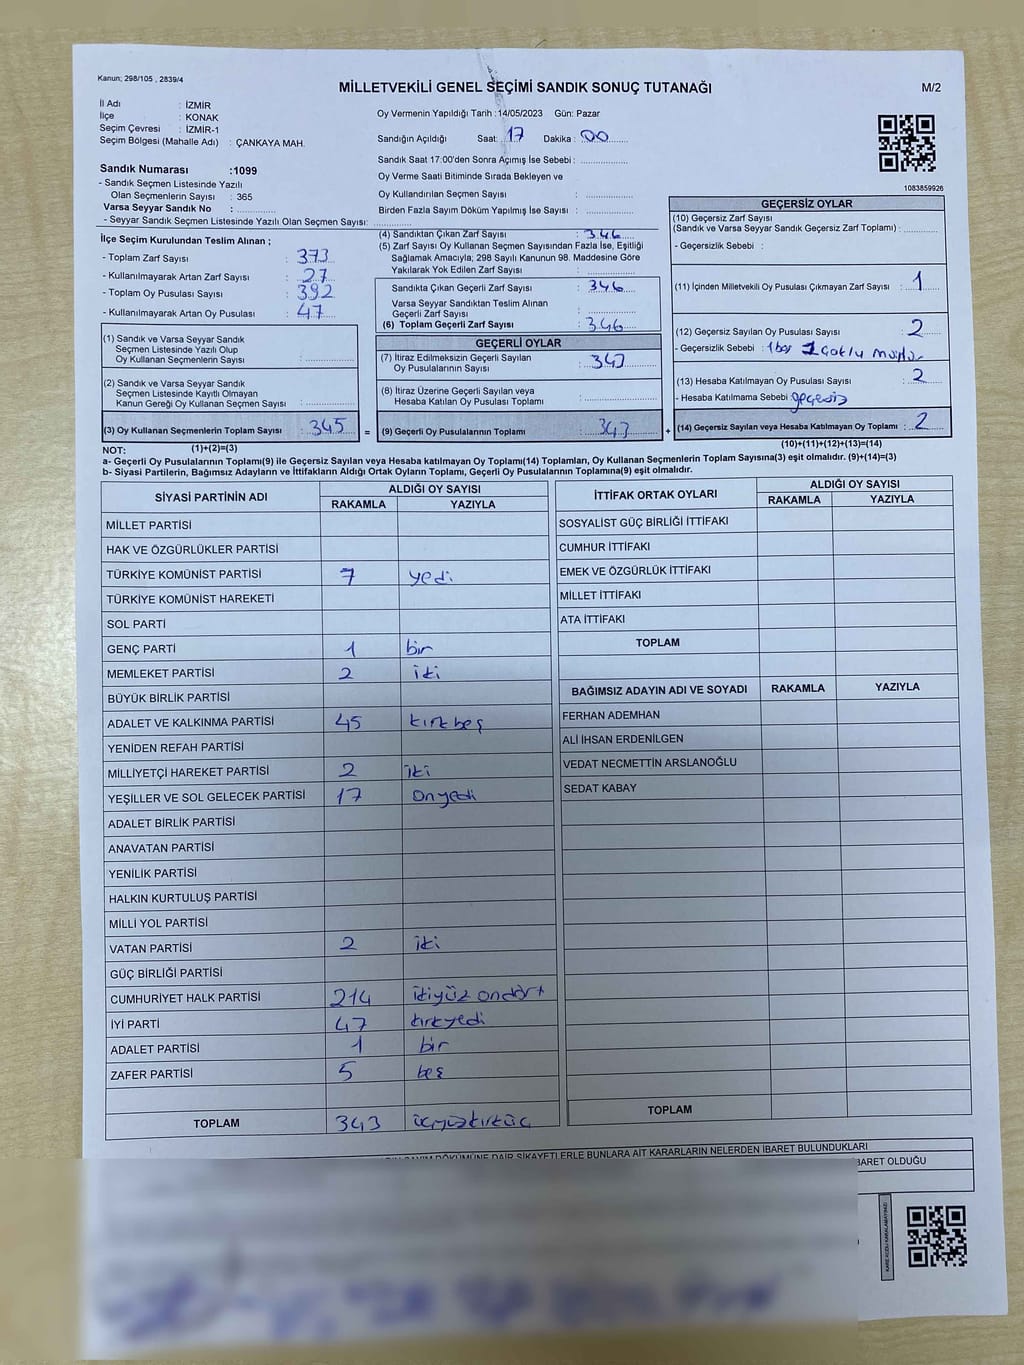 Kanun; 298/105 , 2839/4
MİLLETVEKİLİ GENEL SEÇİMİ SANDIK SONUÇ TUTANAĞI
M/2
İl Adı : İZMİR
İlçe : KONAK
Seçim Çevresi : İZMİR-1
Seçim Bölgesi (Mahalle Adı) : ÇANKAYA MAH.
Oy Vermenin Yapıldığı Tarih :14/05/2023 Gün: Pazar
Sandığın Açıldığı Saat: 17 Dakika : 00
Sandık Saat 17:00'den Sonra Açımış İse Sebebi :
Oy Verme Saati Bitiminde Sırada Bekleyen ve
Oy Kullandırılan Seçmen Sayısı :
Birden Fazla Sayım Döküm Yapılmış İse Sayısı :
1083859926
Sandık Numarası :1099
- Sandık Seçmen Listesinde Yazılı
Olan Seçmenlerin Sayısı : 365
Varsa Seyyar Sandık No :
- Seyyar Sandık Seçmen Listesinde Yazılı Olan Seçmen Sayısı:
İlçe Seçim Kurulundan Teslim Alınan ;
- Toplam Zarf Sayısı : 373
- Kullanılmayarak Artan Zarf Sayısı : 27
- Toplam Oy Pusulası Sayısı : 392
- Kullanılmayarak Artan Oy Pusulası : 47
(1) Sandık ve Varsa Seyyar Sandık
Seçmen Listesinde Yazılı Olup
Oy Kullanan Seçmenlerin Sayısı :
(2) Sandık ve Varsa Seyyar Sandık
Seçmen Listesinde Kayıtlı Olmayan
Kanun Gereği Oy Kullanan Seçmen Sayısı :
(3) Oy Kullanan Seçmenlerin Toplam Sayısı : 345 =
(4) Sandıktan Çıkan Zarf Sayısı : 346
(5) Zarf Sayısı Oy Kullanan Seçmen Sayısından Fazla İse, Eşitliği
Sağlamak Amacıyla; 298 Sayılı Kanunun 98. Maddesine Göre
Yakılarak Yok Edilen Zarf Sayısı :
Sandıkta Çıkan Geçerli Zarf Sayısı : 346
Varsa Seyyar Sandıktan Teslim Alınan
Geçerli Zarf Sayısı :
(6) Toplam Geçerli Zarf Sayısı : 346
GEÇERLİ OYLAR
(7) İtiraz Edilmeksizin Geçerli Sayılan
Oy Pusulalarının Sayısı : 343
(8) İtiraz Üzerine Geçerli Sayılan veya
Hesaba Katılan Oy Pusulası Toplamı :
(9) Geçerli Oy Pusulalarının Toplamı : 343 +
GEÇERSİZ OYLAR
(10) Geçersiz Zarf Sayısı
(Sandık ve Varsa Seyyar Sandık Geçersiz Zarf Toplamı) :
- Geçersizlik Sebebi :
(11) İçinden Milletvekili Oy Pusulası Çıkmayan Zarf Sayısı : 1
(12) Geçersiz Sayılan Oy Pusulası Sayısı : 2
- Geçersizlik Sebebi : 1 boş 1 çoklu mühür
(13) Hesaba Katılmayan Oy Pusulası Sayısı : 2
- Hesaba Katılmama Sebebi geçersiz
(14) Geçersiz Sayılan veya Hesaba Katılmayan Oy Toplamı : 2
NOT: (1)+(2)=(3)
(10)+(11)+(12)+(13)=(14)
a- Geçerli Oy Pusulalarının Toplamı(9) ile Geçersiz Sayılan veya Hesaba katılmayan Oy Toplamı(14) Toplamları, Oy Kullanan Seçmenlerin Toplam Sayısına(3) eşit olmalıdır. (9)+(14)=(3)
b- Siyasi Partilerin, Bağımsız Adayların ve İttifakların Aldığı Ortak Oyların Toplamı, Geçerli Oy Pusulalarının Toplamına(9) eşit olmalıdır.
SİYASİ PARTİNİN ADI
ALDIĞI OY SAYISI
RAKAMLA YAZIYLA
MİLLET PARTİSİ
HAK VE ÖZGÜRLÜKLER PARTİSİ
TÜRKİYE KOMÜNİST PARTİSİ 7 yedi
TÜRKİYE KOMÜNİST HAREKETİ
SOL PARTİ
GENÇ PARTİ 1 bir
MEMLEKET PARTİSİ 2 iki
BÜYÜK BİRLİK PARTİSİ
ADALET VE KALKINMA PARTİSİ 45 kırkbeş
YENİDEN REFAH PARTİSİ
MİLLİYETÇİ HAREKET PARTİSİ 2 iki
YEŞİLLER VE SOL GELECEK PARTİSİ 17 onyedi
ADALET BİRLİK PARTİSİ
ANAVATAN PARTİSİ
YENİLİK PARTİSİ
HALKIN KURTULUŞ PARTİSİ
MİLLİ YOL PARTİSİ
VATAN PARTİSİ 2 iki
GÜÇ BİRLİĞİ PARTİSİ
CUMHURİYET HALK PARTİSİ 214 ikiyüz ondört
İYİ PARTİ 47 kırkyedi
ADALET PARTİSİ 1 bir
ZAFER PARTİSİ 5 beş
TOPLAM 343 üçyüzkırküç
İTTİFAK ORTAK OYLARI
ALDIĞI OY SAYISI
RAKAMLA YAZIYLA
SOSYALIST GÜÇ BİRLİĞİ İTTİFAKI
CUMHUR İTTİFAKI
EMEK VE ÖZGÜRLÜK İTTİFAKI
MİLLET İTTİFAKI
ATA İTTİFAKI
TOPLAM
BAĞIMSIZ ADAYIN ADI VE SOYADI RAKAMLA YAZIYLA
FERHAN ADEMHAN
ALİ İHSAN ERDENİLGEN
VEDAT NECMETTİN ARSLANOĞLU
SEDAT KABAY
TOPLAM
SAYIM DÖKÜMÜNE DAİR ŞİKAYETLERLE BUNLARA AİT KARARLARIN NELERDEN İBARET BULUNDUKLARI
İBARET OLDUĞU